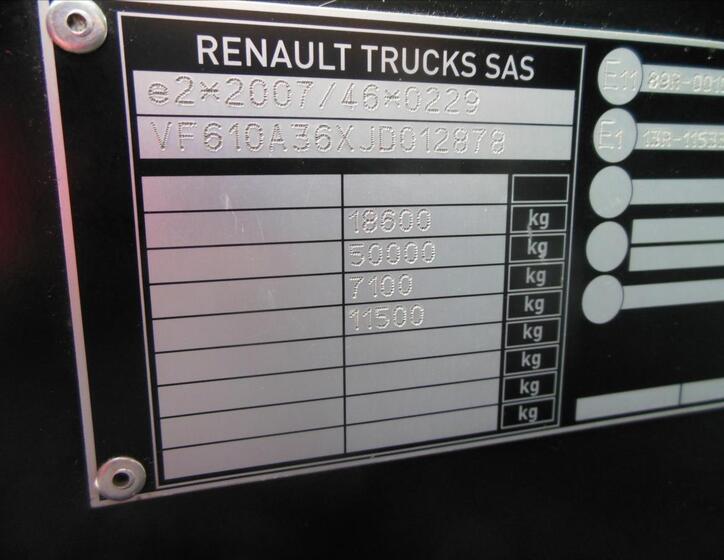 RENAULT TRUCKS SAS
e2*2007/46*0229
VF610A36XJD012878
18600 kg
50000 kg
7100 kg
11500 kg
kg
kg
kg
kg
E11
E1